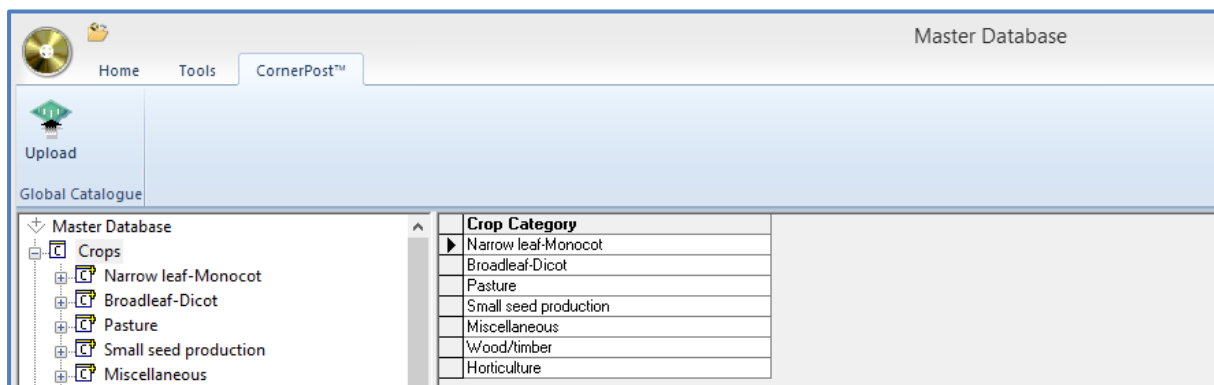 Master Database
Home Tools CornerPost™
Upload
Global Catalogue
Master Database
Crops
Narrow leaf-Monocot
Broadleaf-Dicot
Pasture
Small seed production
Miscellaneous
Crop Category
Narrow leaf-Monocot
Broadleaf-Dicot
Pasture
Small seed production
Miscellaneous
Wood/timber
Horticulture